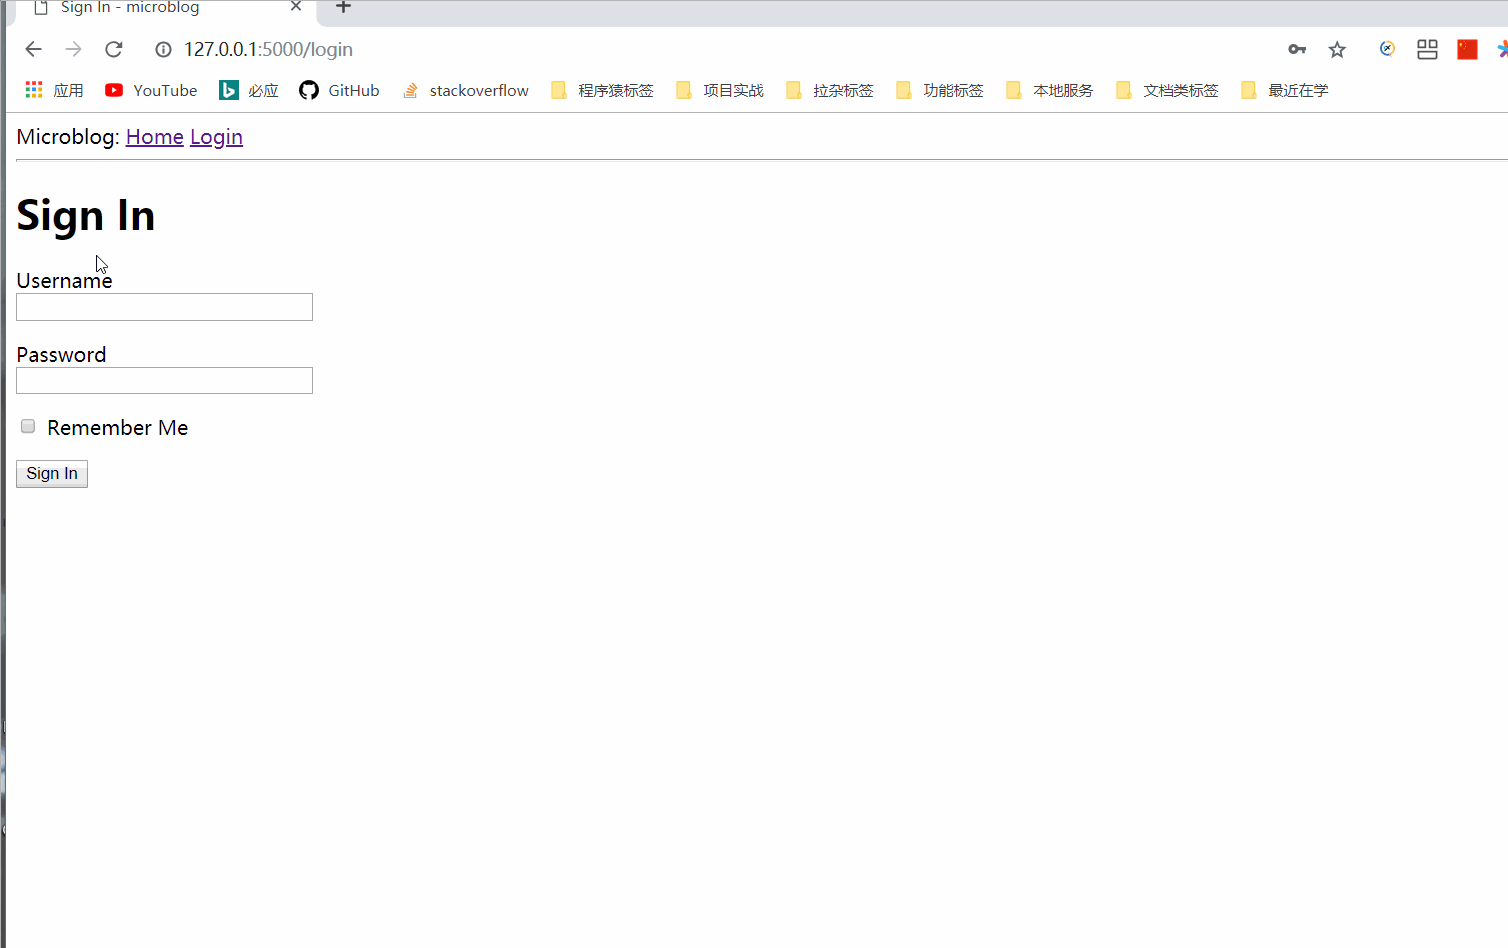 Sign In - microblog
127.0.0.1:5000/login
应用 YouTube 必应 GitHub stackoverflow 程序猿标签 项目实战 拉杂标签 功能标签 本地服务 文档类标签 最近在学
Microblog: Home Login
Sign In
Username
Password
Remember Me
Sign In